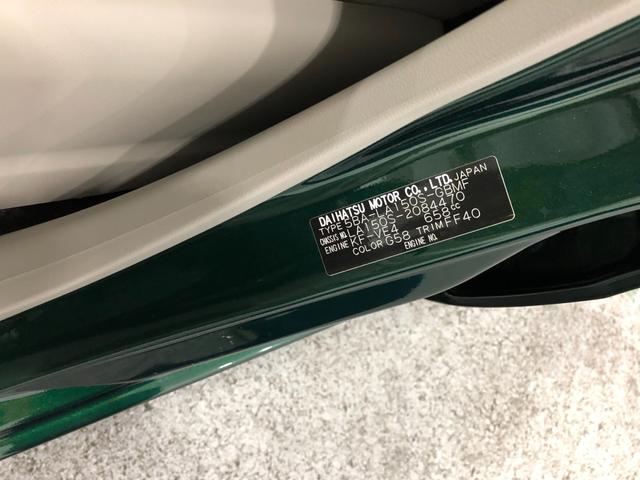 DAIHATSU MOTOR CO.,LTD. JAPAN
TYPE 5BA-LA150S-GBMF
CHASSIS NO. LA150S-2084470
ENGINE KF-VE4 658cc
COLOR G58 TRIM FF40
ENGINE NO.